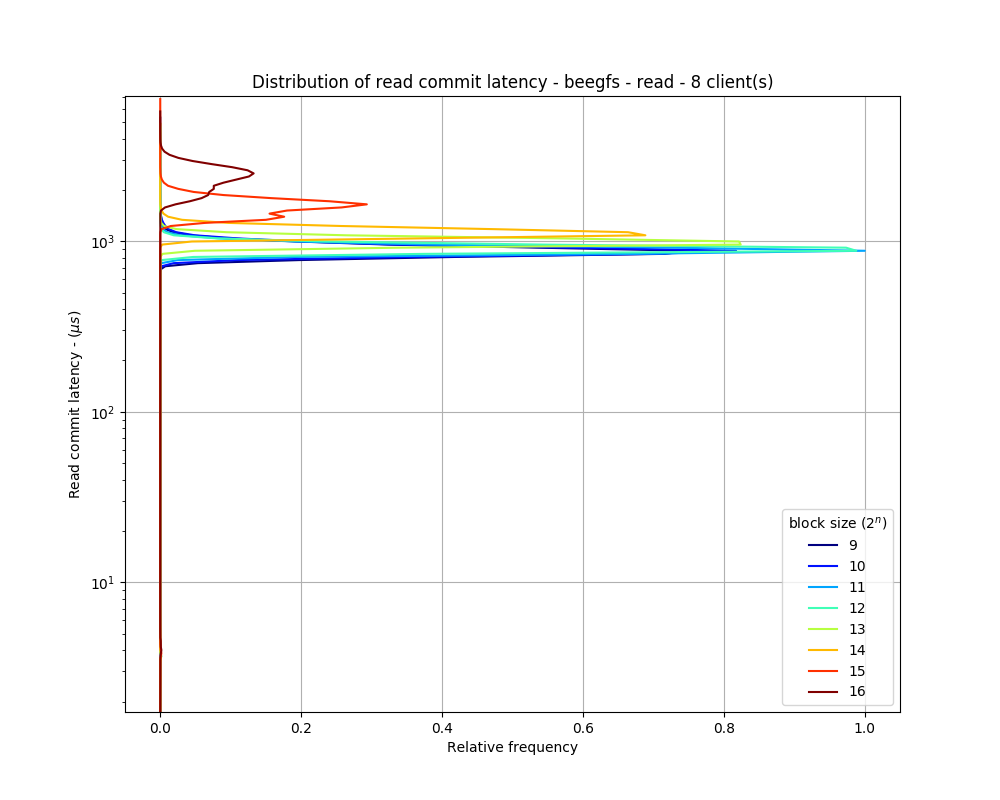 Distribution of read commit latency - beegfs - read - 8 client(s)
Read commit latency - (μs)
10³
10²
10¹
0.0 0.2 0.4 0.6 0.8 1.0
Relative frequency
block size (2ⁿ)
9
10
11
12
13
14
15
16